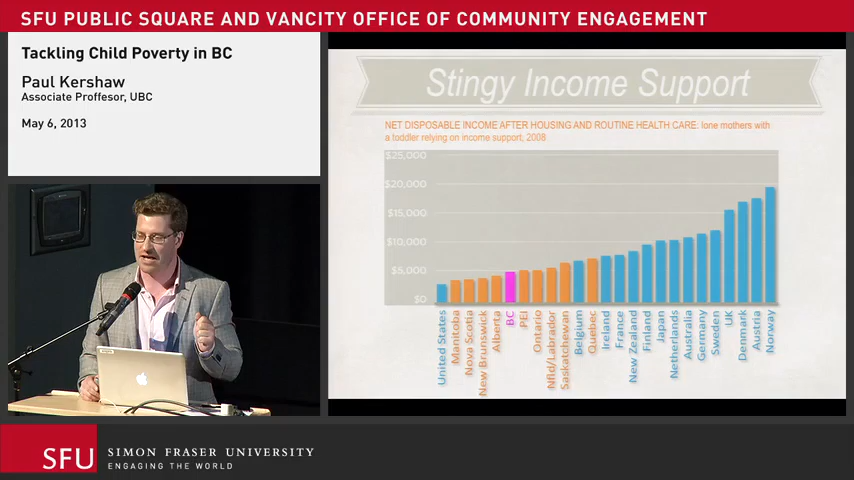 SFU PUBLIC SQUARE AND VANCITY OFFICE OF COMMUNITY ENGAGEMENT
Tackling Child Poverty in BC
Paul Kershaw
Associate Proffesor, UBC
May 6, 2013
Stingy Income Support
NET DISPOSABLE INCOME AFTER HOUSING AND ROUTINE HEALTH CARE: lone mothers with
a toddler relying on income support, 2008
$25,000
$20,000
$15,000
$10,000
$5,000
$0
United States
Manitoba
Nova Scotia
New Brunswick
Alberta
BC
PEI
Ontario
Nfld/Labrador
Saskatchewan
Belgium
Quebec
Ireland
France
New Zealand
Finland
Japan
Netherlands
Australia
Germany
Sweden
UK
Denmark
Austria
Norway
SFU
SIMON FRASER UNIVERSITY
ENGAGING THE WORLD